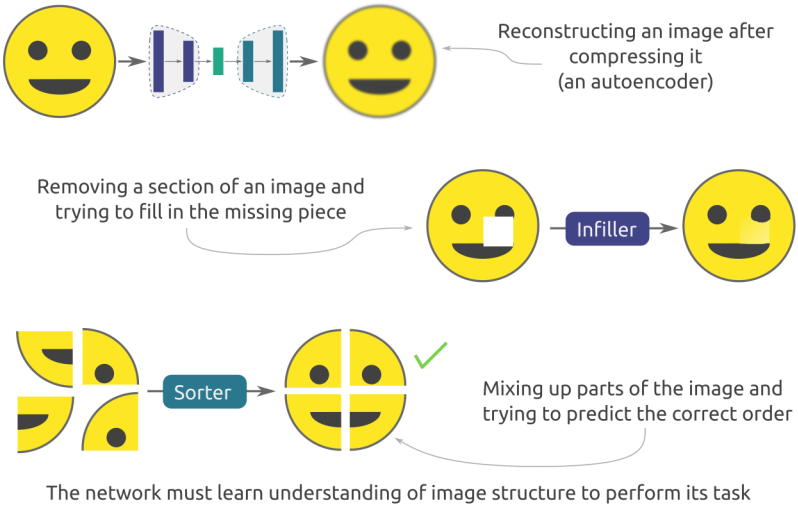 Reconstructing an image after
compressing it
(an autoencoder)
Removing a section of an image and
trying to fill in the missing piece
Infiller
Sorter
Mixing up parts of the image and
trying to predict the correct order
The network must learn understanding of image structure to perform its task